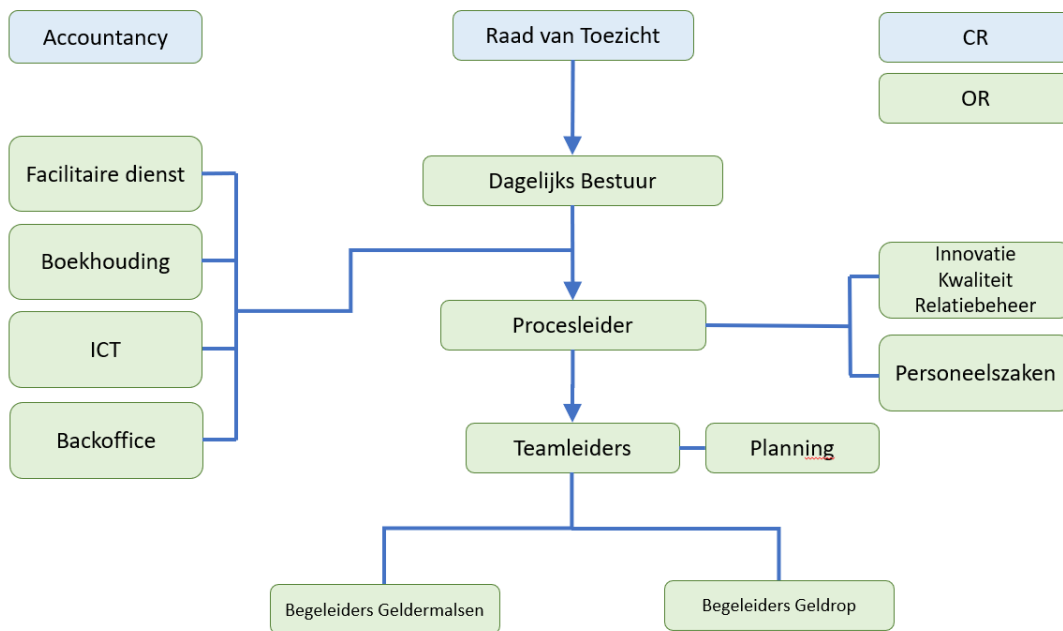 Accountancy
Raad van Toezicht
CR
OR
Facilitaire dienst
Dagelijks Bestuur
Boekhouding
Innovatie
Kwaliteit
Relatiebeheer
Procesleider
ICT
Personeelszaken
Backoffice
Teamleiders
Planning
Begeleiders Geldermalsen
Begeleiders Geldrop